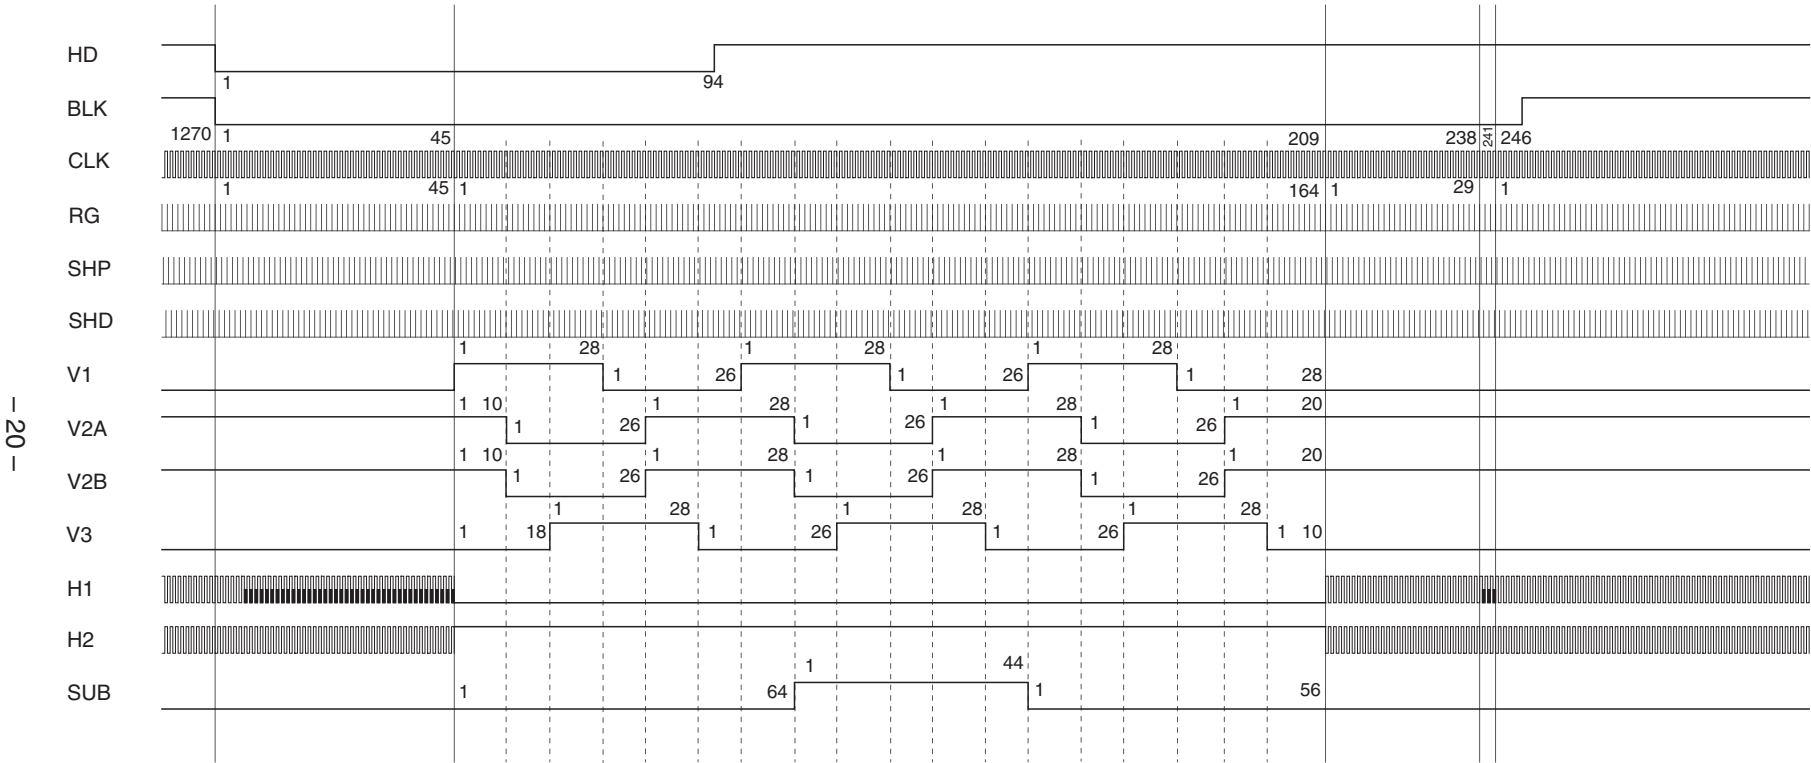 HD
1 94
BLK
1270 1 45 209 238 241 246
CLK
1 45 1 164 1 29 1
RG
SHP
SHD
1 28 1 28 1 28
V1 1 26 1 26 1 28
1 10 1 28 1 28 1 20
V2A 1 26 1 26 1 26
1 10 1 28 1 28 1 20
V2B 1 26 1 26 1 26
1 28 1 28 1 28
V3 1 18 1 26 1 26 1 10
H1
H2
1 44
SUB 1 64 1 56
– 20 –